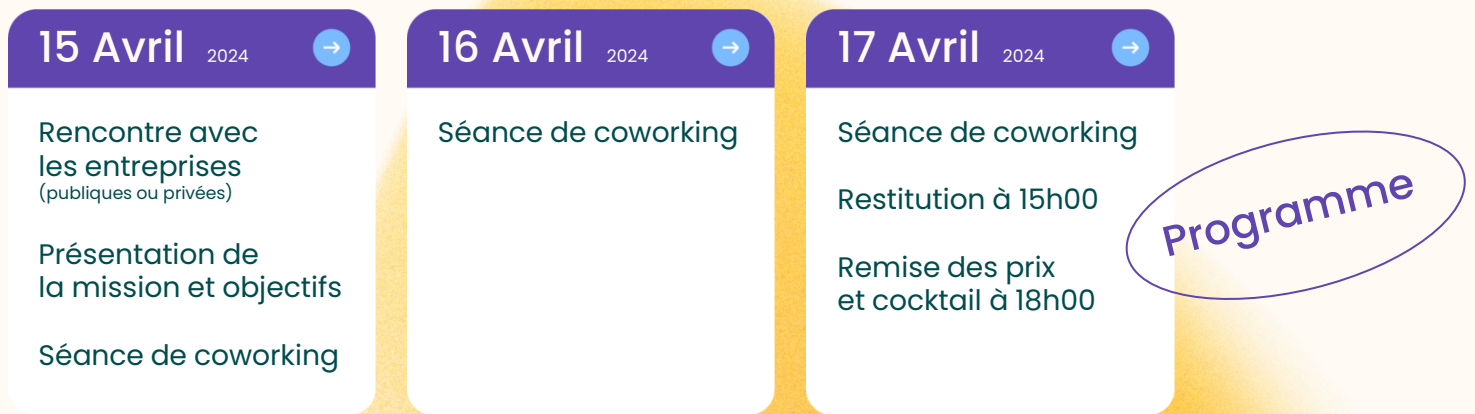 15 Avril 2024
Rencontre avec
les entreprises
(publiques ou privées)
Présentation de
la mission et objectifs
Séance de coworking
16 Avril 2024
Séance de coworking
17 Avril 2024
Séance de coworking
Restitution à 15h00
Remise des prix
et cocktail à 18h00
Programme